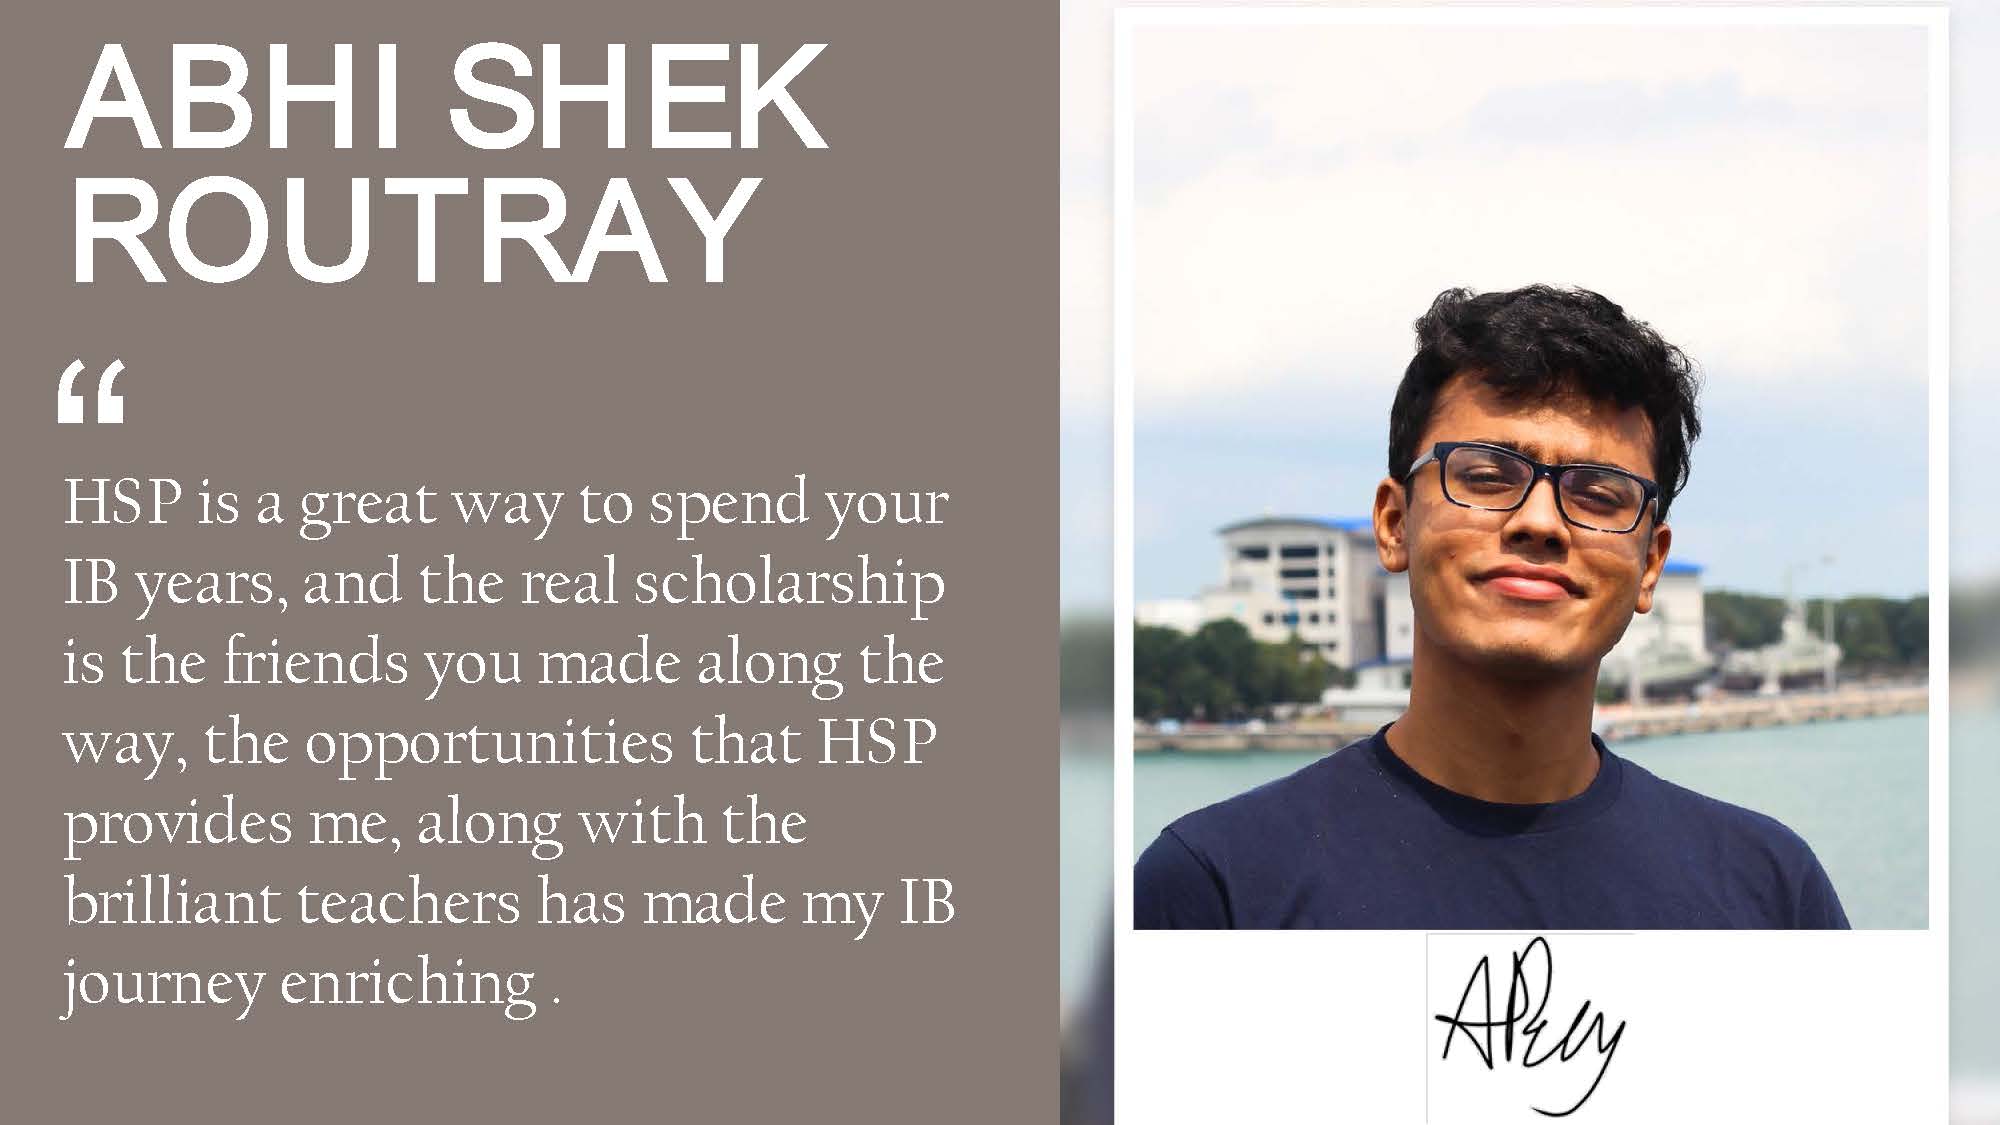 ABHI SHEK
ROUTRAY
“
HSP is a great way to spend your
IB years, and the real scholarship
is the friends you made along the
way, the opportunities that HSP
provides me, along with the
brilliant teachers has made my IB
journey enriching .